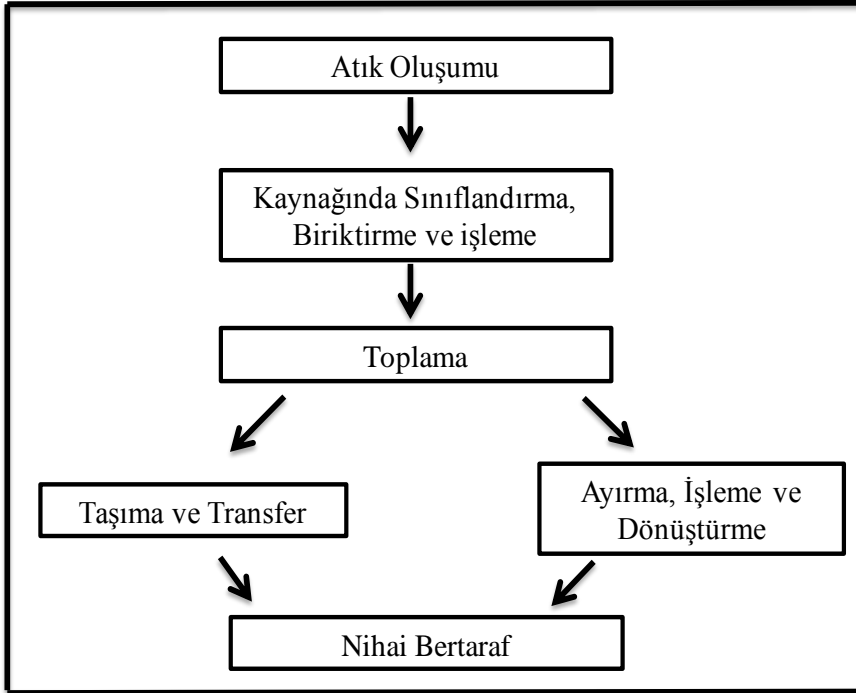 Atık Oluşumu
Kaynağında Sınıflandırma,
Biriktirme ve işleme
Toplama
Taşıma ve Transfer
Ayırma, İşleme ve
Dönüştürme
Nihai Bertaraf